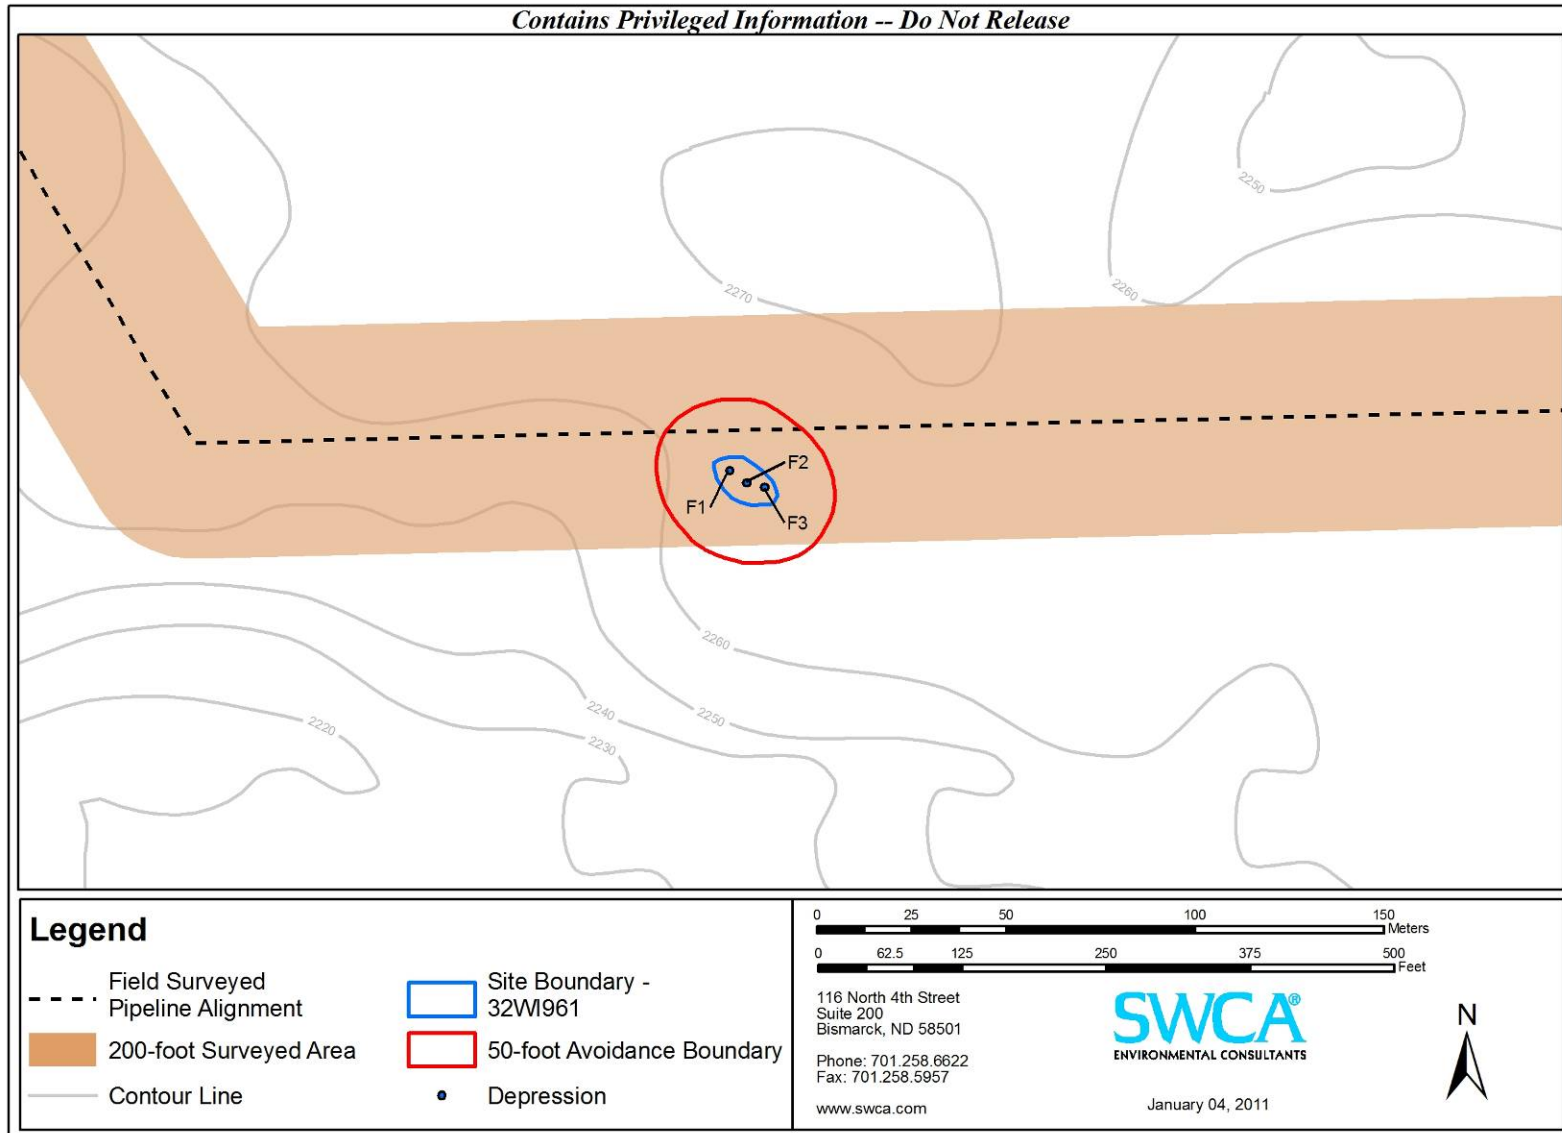 Contains Privileged Information -- Do Not Release
2250
2270
2260
F2
F1
F3
2260
2240
2250
2220
2230
Legend
Field Surveyed
Pipeline Alignment
200-foot Surveyed Area
Contour Line
Site Boundary -
32WI961
50-foot Avoidance Boundary
Depression
0 25 50 100 150
Meters
0 62.5 125 250 375 500
Feet
116 North 4th Street
Suite 200
Bismarck, ND 58501
Phone: 701.258.6622
Fax: 701.258.5957
www.swca.com
SWCA®
ENVIRONMENTAL CONSULTANTS
January 04, 2011
N